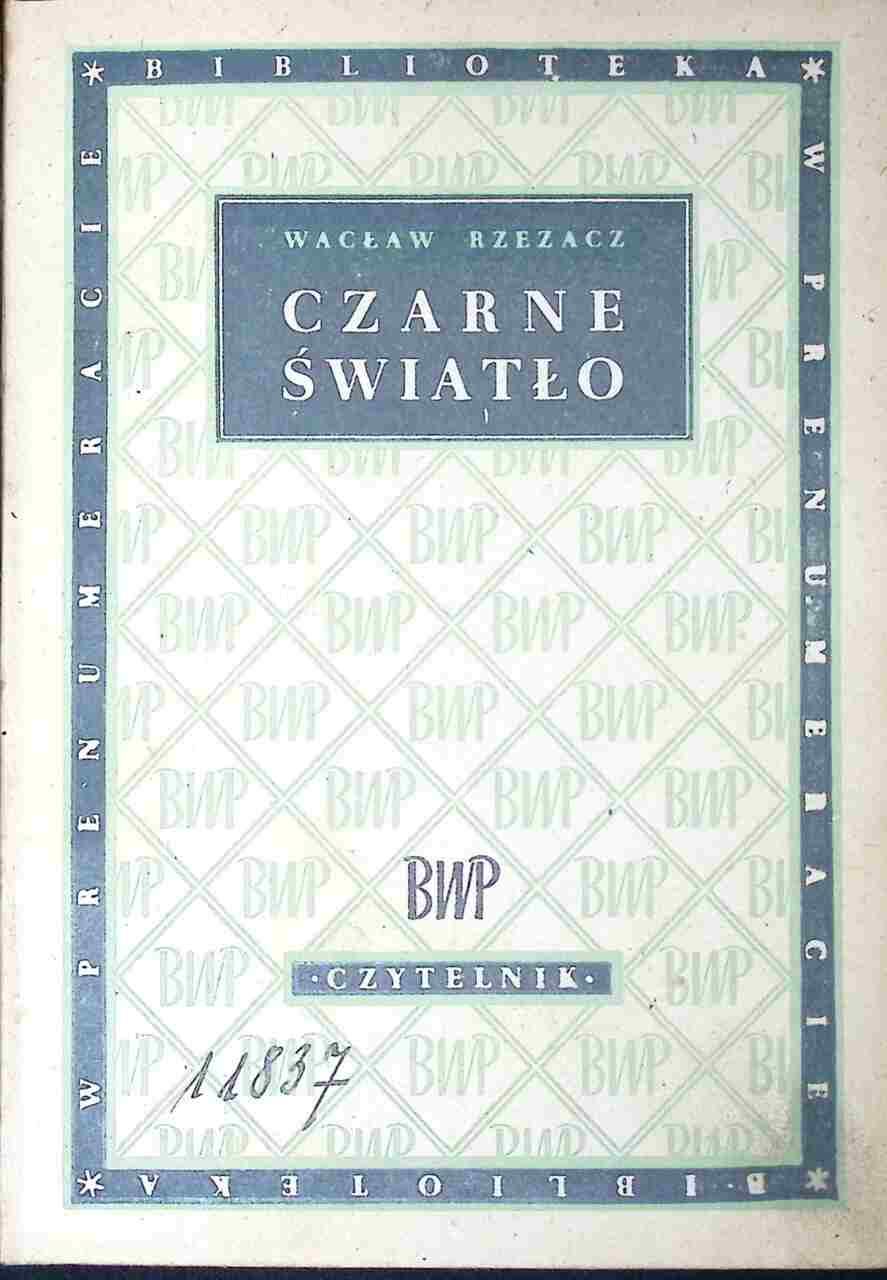 * BIBLIOTEKA *
W PRENUMERACIE
W PRENUMERACIE
WACŁAW RZEZACZ
CZARNE
ŚWIATŁO
BWP
·CZYTELNIK·
11837
* BIBLIOTEKA *